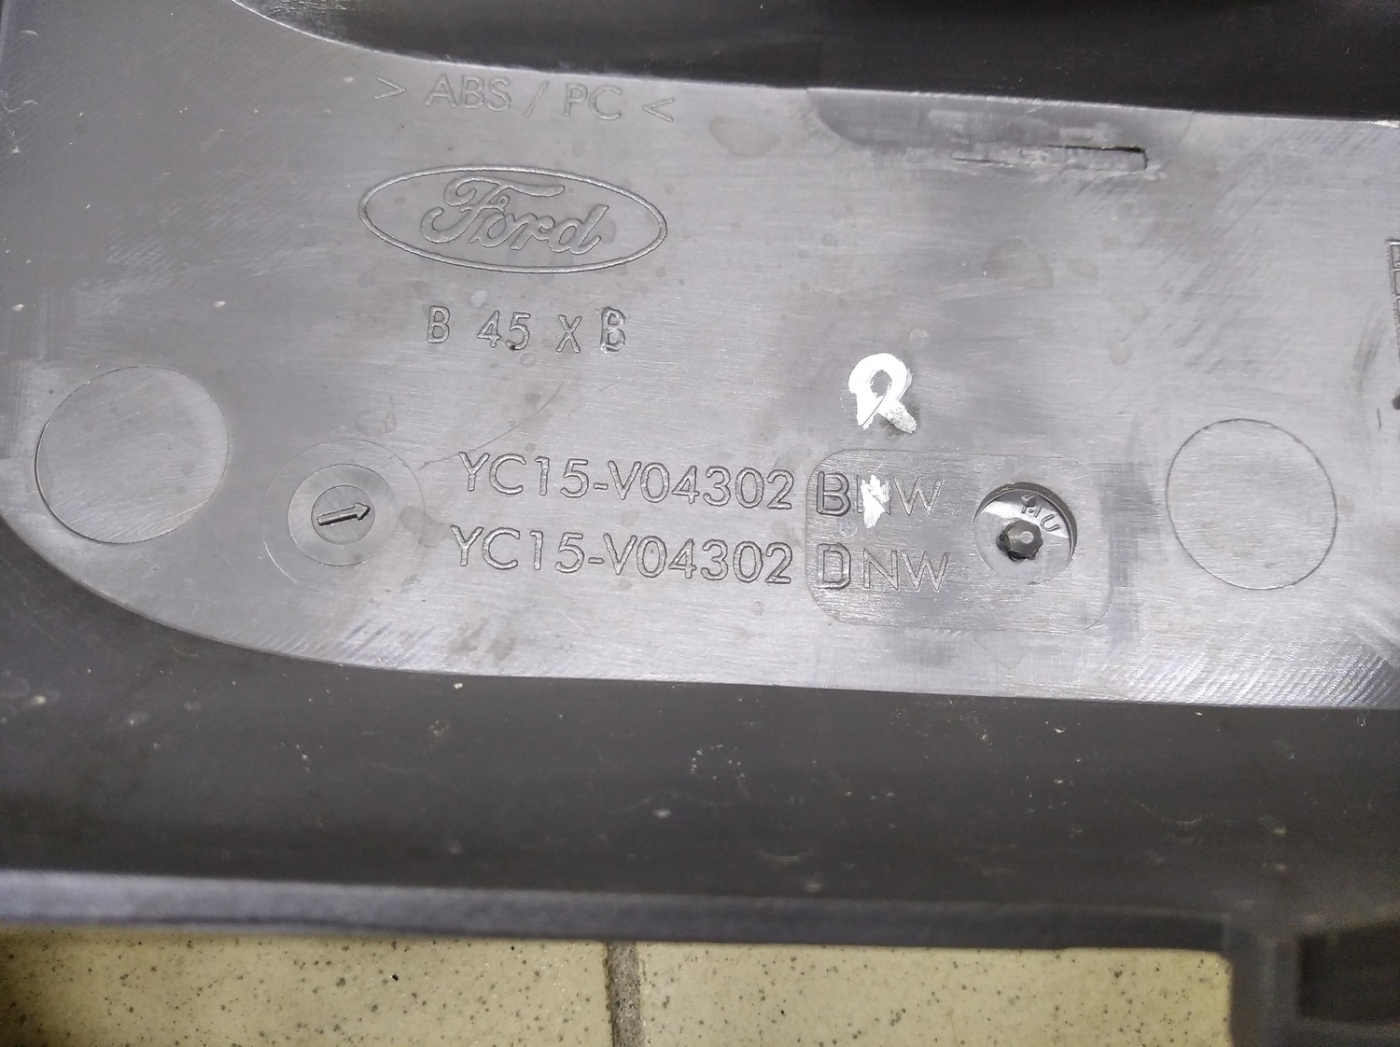 > ABS / PC <
Ford
B 45 X B
R
YC15-V04302 BNW
YC15-V04302 DNW